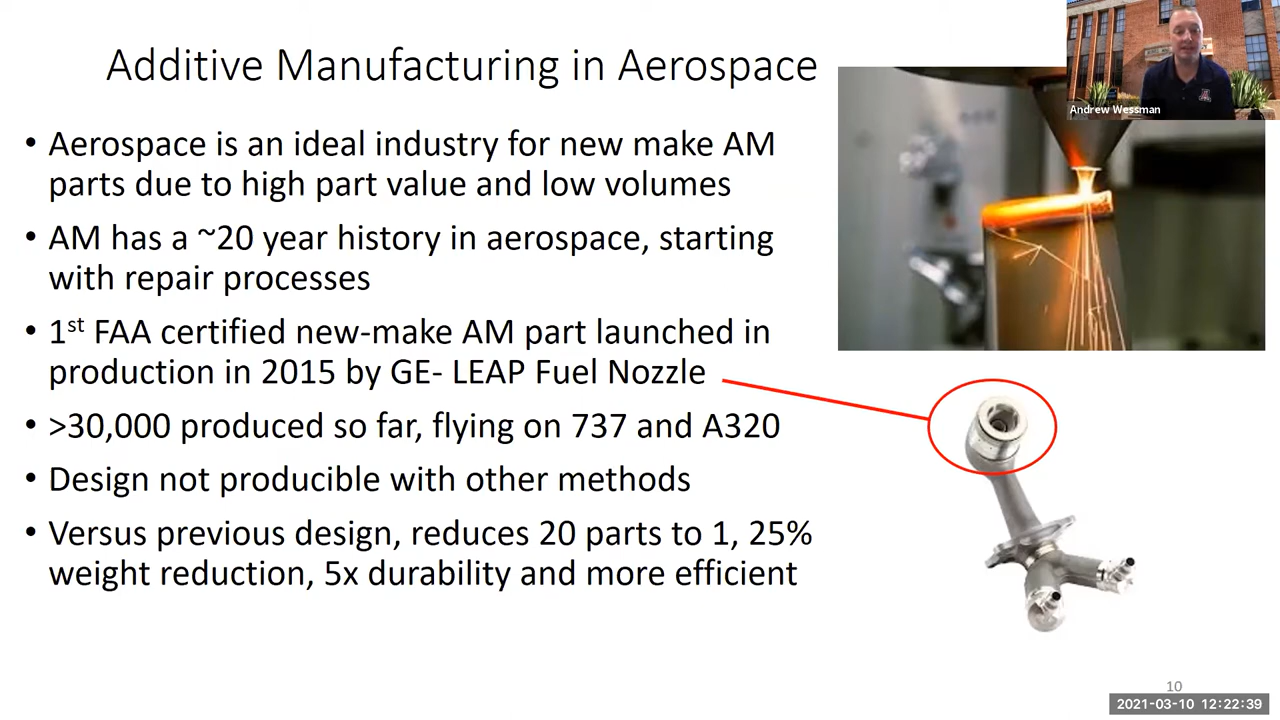 Additive Manufacturing in Aerospace
Andrew Wessman
• Aerospace is an ideal industry for new make AM
parts due to high part value and low volumes
• AM has a ~20 year history in aerospace, starting
with repair processes
• 1st FAA certified new-make AM part launched in
production in 2015 by GE- LEAP Fuel Nozzle
• >30,000 produced so far, flying on 737 and A320
• Design not producible with other methods
• Versus previous design, reduces 20 parts to 1, 25%
weight reduction, 5x durability and more efficient
10
2021-03-10 12:22:39